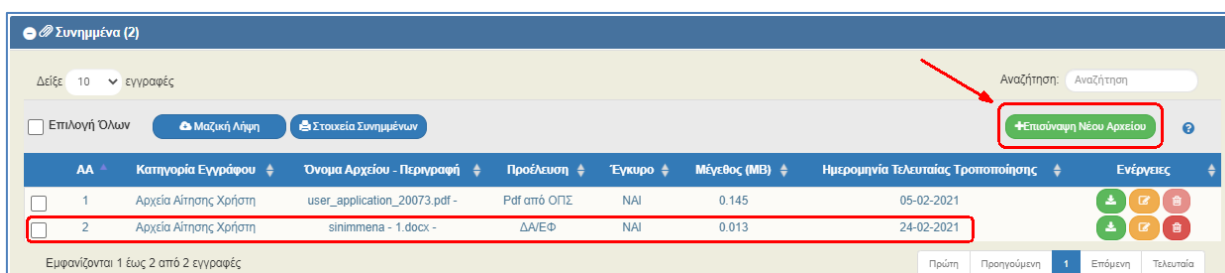 Συνημμένα (2)
Δείξε 10 εγγραφές Αναζήτηση: Αναζήτηση
Επιλογή Όλων Μαζική Λήψη Στοιχεία Συνημμένων +Επισύναψη Νέου Αρχείου ?
ΑΑ Κατηγορία Εγγράφου Όνομα Αρχείου - Περιγραφή Προέλευση Έγκυρο Μέγεθος (MB) Ημερομηνία Τελευταίας Τροποποίησης Ενέργειες
1 Αρχεία Αίτησης Χρήστη user_application_20073.pdf - Pdf από ΟΠΣ ΝΑΙ 0.145 05-02-2021
2 Αρχεία Αίτησης Χρήστη sinimmena - 1.docx - ΔΑ/ΕΦ ΝΑΙ 0.013 24-02-2021
Εμφανίζονται 1 έως 2 από 2 εγγραφές Πρώτη Προηγούμενη 1 Επόμενη Τελευταία